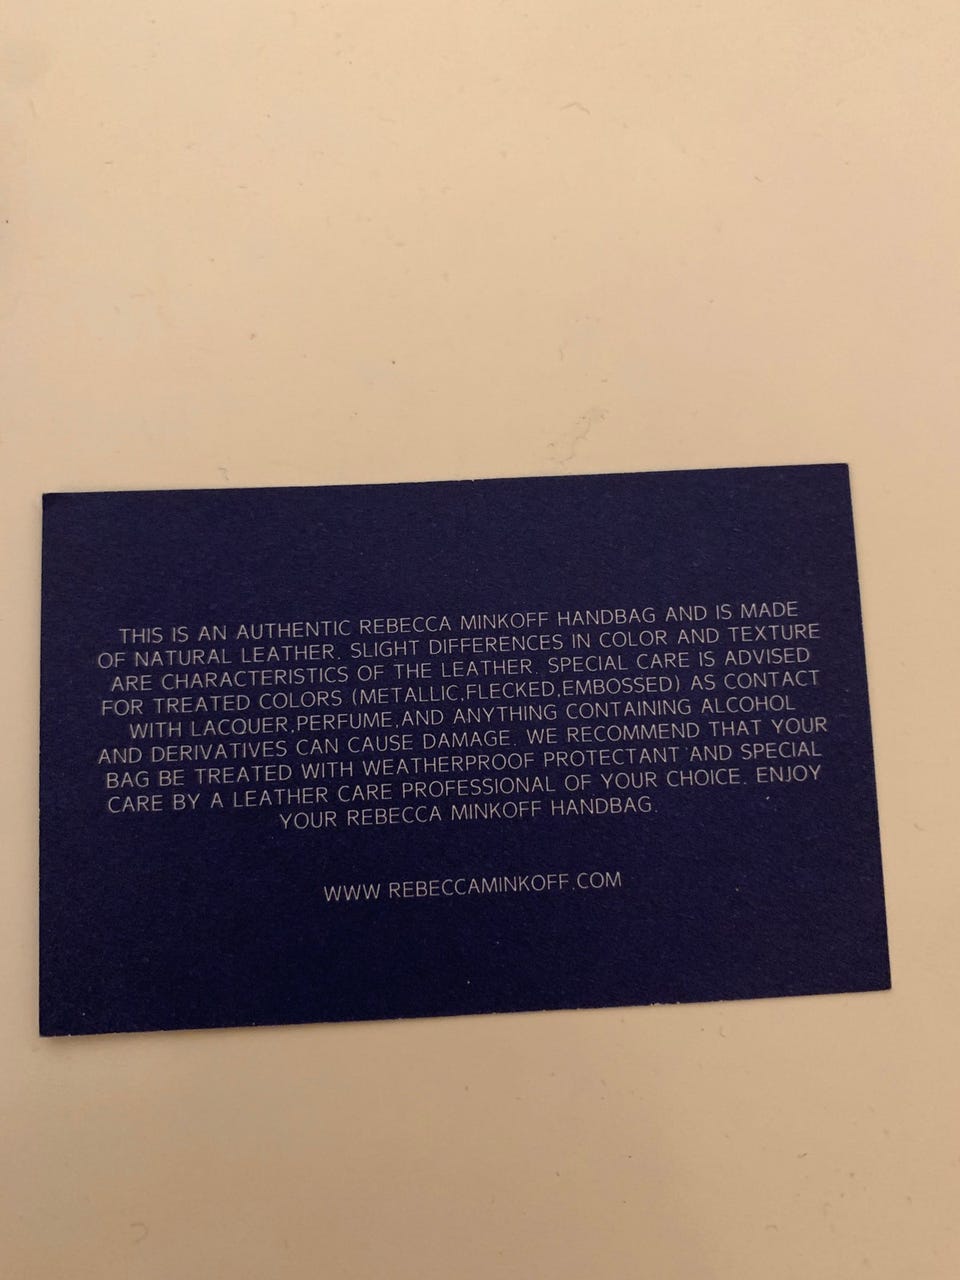 THIS IS AN AUTHENTIC REBECCA MINKOFF HANDBAG AND IS MADE
OF NATURAL LEATHER. SLIGHT DIFFERENCES IN COLOR AND TEXTURE
ARE CHARACTERISTICS OF THE LEATHER. SPECIAL CARE IS ADVISED
FOR TREATED COLORS (METALLIC,FLECKED,EMBOSSED) AS CONTACT
WITH LACQUER,PERFUME,AND ANYTHING CONTAINING ALCOHOL
AND DERIVATIVES CAN CAUSE DAMAGE. WE RECOMMEND THAT YOUR
BAG BE TREATED WITH WEATHERPROOF PROTECTANT AND SPECIAL
CARE BY A LEATHER CARE PROFESSIONAL OF YOUR CHOICE. ENJOY
YOUR REBECCA MINKOFF HANDBAG.
WWW.REBECCAMINKOFF.COM